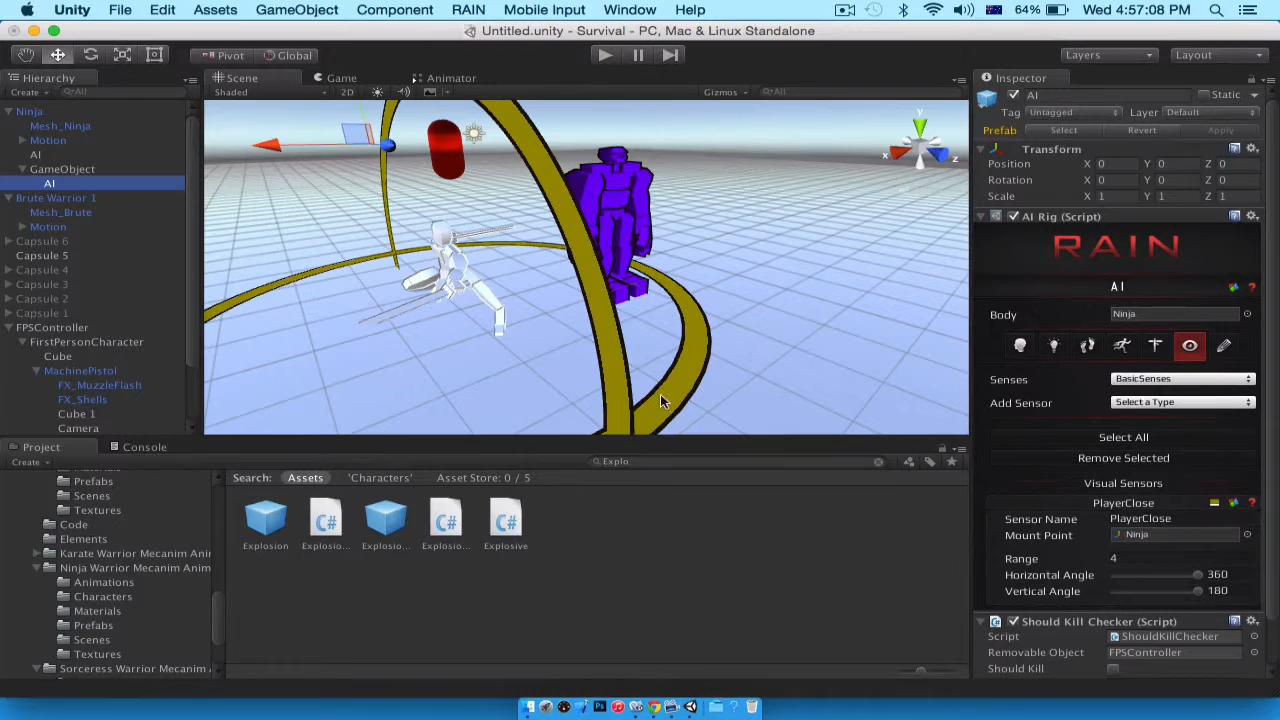 Unity File Edit Assets GameObject Component RAIN Mobile Input Window Help 64% Wed 4:57:08 PM
Untitled.unity - Survival - PC, Mac & Linux Standalone
Pivot Global Layers Layout
Hierarchy Scene Game Animator Inspector
Create All Shaded 2D Gizmos All AI Static
Ninja
Mesh_Ninja
Motion
AI
GameObject
AI
Brute Warrior 1
Mesh_Brute
Motion
Capsule 6
Capsule 5
Capsule 4
Capsule 3
Capsule 2
Capsule 1
FPSController
FirstPersonCharacter
Cube
MachinePistol
FX_MuzzleFlash
FX_Shells
Cube 1
Camera
y
x
z
Tag Untagged Layer Default
Prefab Select Revert Apply
Transform
Position X 0 Y 0 Z 0
Rotation X 0 Y 0 Z 0
Scale X 1 Y 1 Z 1
AI Rig (Script)
RAIN
AI
Body Ninja
Senses BasicSenses
Add Sensor Select a Type
Select All
Remove Selected
Visual Sensors
PlayerClose
Sensor Name PlayerClose
Mount Point Ninja
Range 4
Horizontal Angle 360
Vertical Angle 180
Should Kill Checker (Script)
Script ShouldKillChecker
Removable Object FPSController
Should Kill
Project Console
Create Explo
Search: Assets 'Characters' Asset Store: 0 / 5
Prefabs
Scenes
Textures
Code
Elements
Karate Warrior Mecanim Ani
Ninja Warrior Mecanim Anim
Animations
Characters
Materials
Prefabs
Scenes
Textures
Sorceress Warrior Mecanim A
C# C# C#
Explosion Explosio... Explosio... Explosio... Explosive